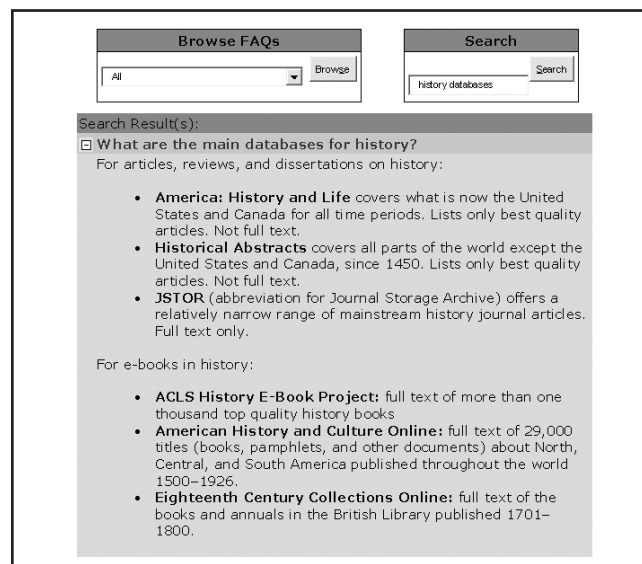 Browse FAQs
All
Browse
Search
history databases
Search
Search Result(s):
What are the main databases for history?
For articles, reviews, and dissertations on history:
• America: History and Life covers what is now the United
States and Canada for all time periods. Lists only best quality
articles. Not full text.
• Historical Abstracts covers all parts of the world except the
United States and Canada, since 1450. Lists only best quality
articles. Not full text.
• JSTOR (abbreviation for Journal Storage Archive) offers a
relatively narrow range of mainstream history journal articles.
Full text only.
For e-books in history:
• ACLS History E-Book Project: full text of more than one
thousand top quality history books
• American History and Culture Online: full text of 29,000
titles (books, pamphlets, and other documents) about North,
Central, and South America published throughout the world
1500–1926.
• Eighteenth Century Collections Online: full text of the
books and annuals in the British Library published 1701–
1800.